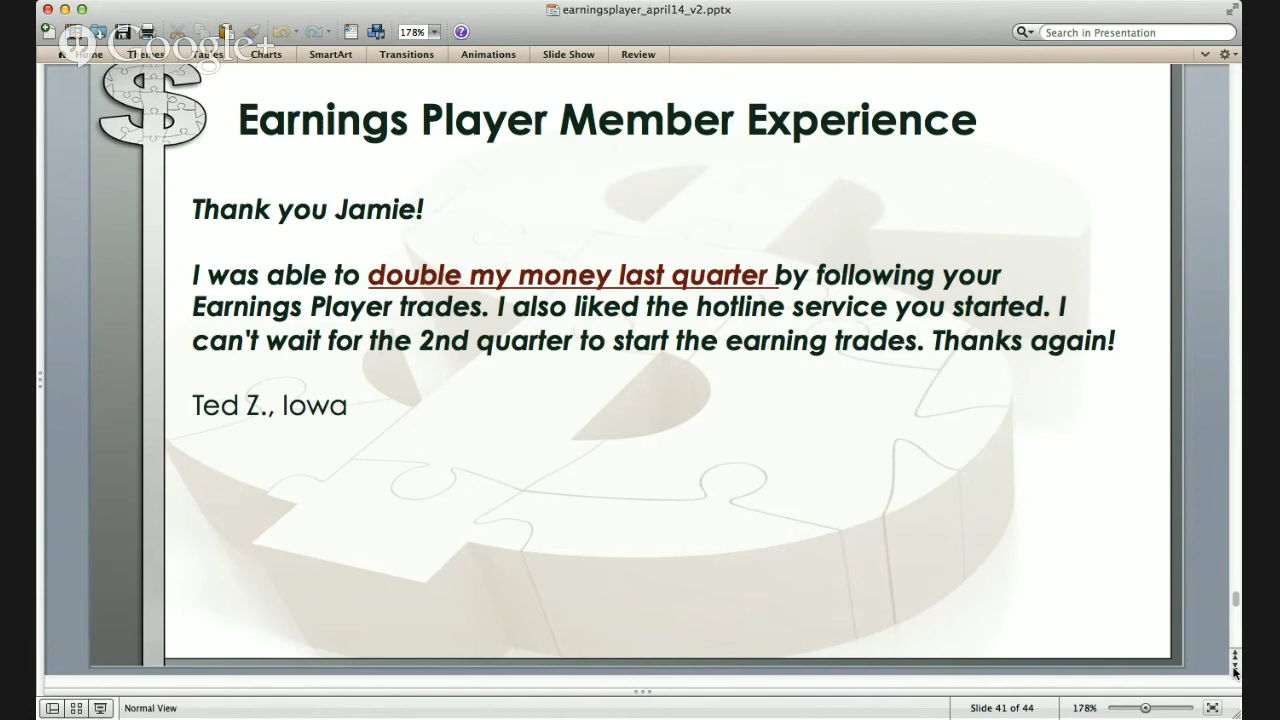 earningsplayer_april14_v2.pptx
178%
Search in Presentation
Google+
Home Themes Tables Charts SmartArt Transitions Animations Slide Show Review
Earnings Player Member Experience
Thank you Jamie!
I was able to double my money last quarter by following your
Earnings Player trades. I also liked the hotline service you started. I
can't wait for the 2nd quarter to start the earning trades. Thanks again!
Ted Z., Iowa
Normal View
Slide 41 of 44
178%